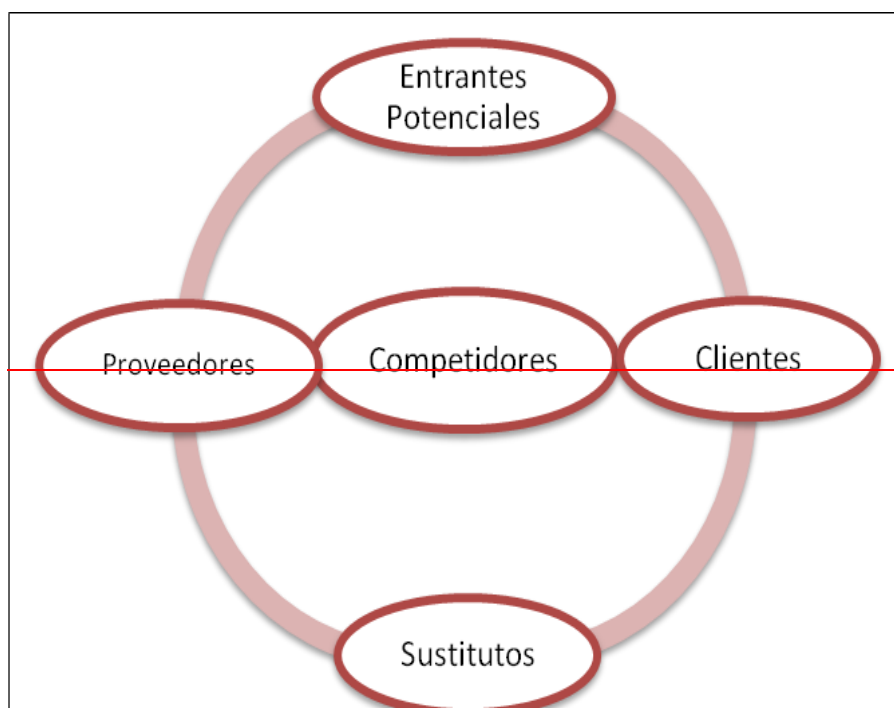 Entrantes
Potenciales
Proveedores
Competidores
Clientes
Sustitutos